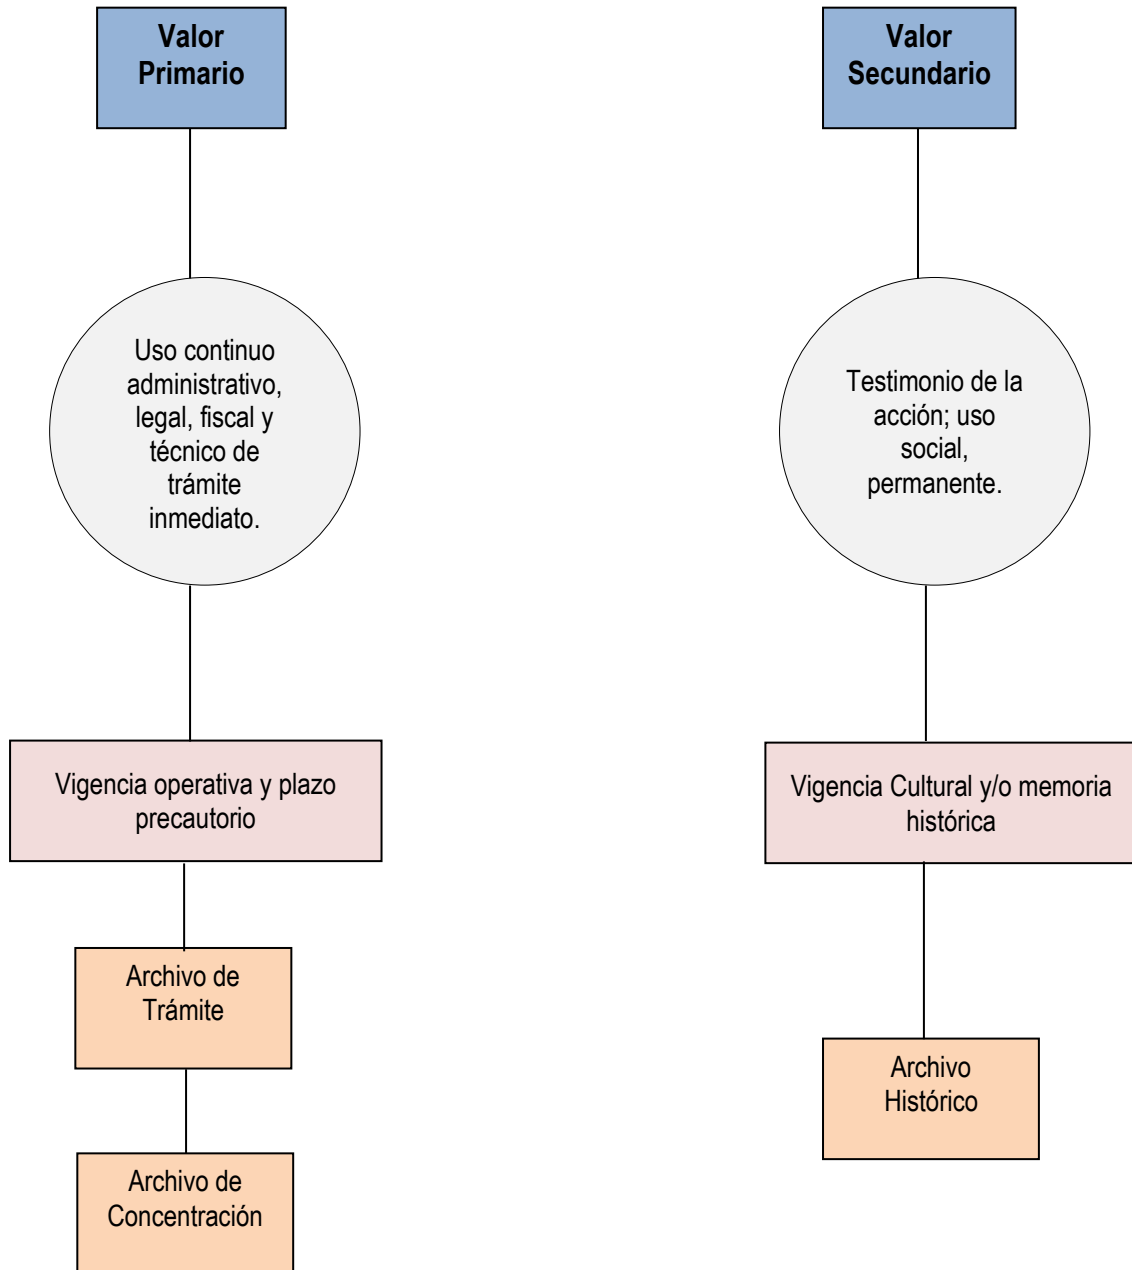 Valor
Primario
Uso continuo
administrativo,
legal, fiscal y
técnico de
trámite
inmediato.
Vigencia operativa y plazo
precautorio
Archivo de
Trámite
Archivo de
Concentración
Valor
Secundario
Testimonio de la
acción; uso
social,
permanente.
Vigencia Cultural y/o memoria
histórica
Archivo
Histórico